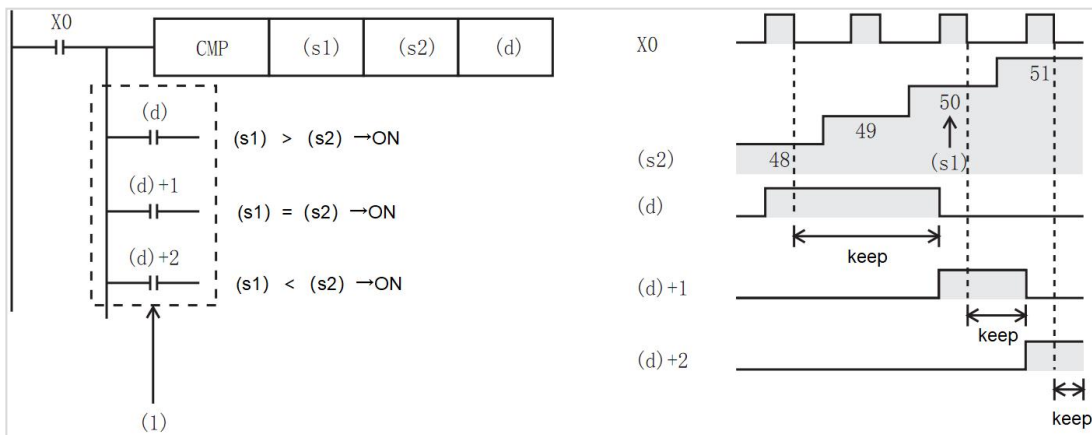 X0
CMP (s1) (s2) (d)
(d)
(s1) > (s2) →ON
(d)+1
(s1) = (s2) →ON
(d)+2
(s1) < (s2) →ON
(1)
X0
51
50
49
48
(s1)
(s2)
(d)
keep
(d)+1
keep
(d)+2
keep